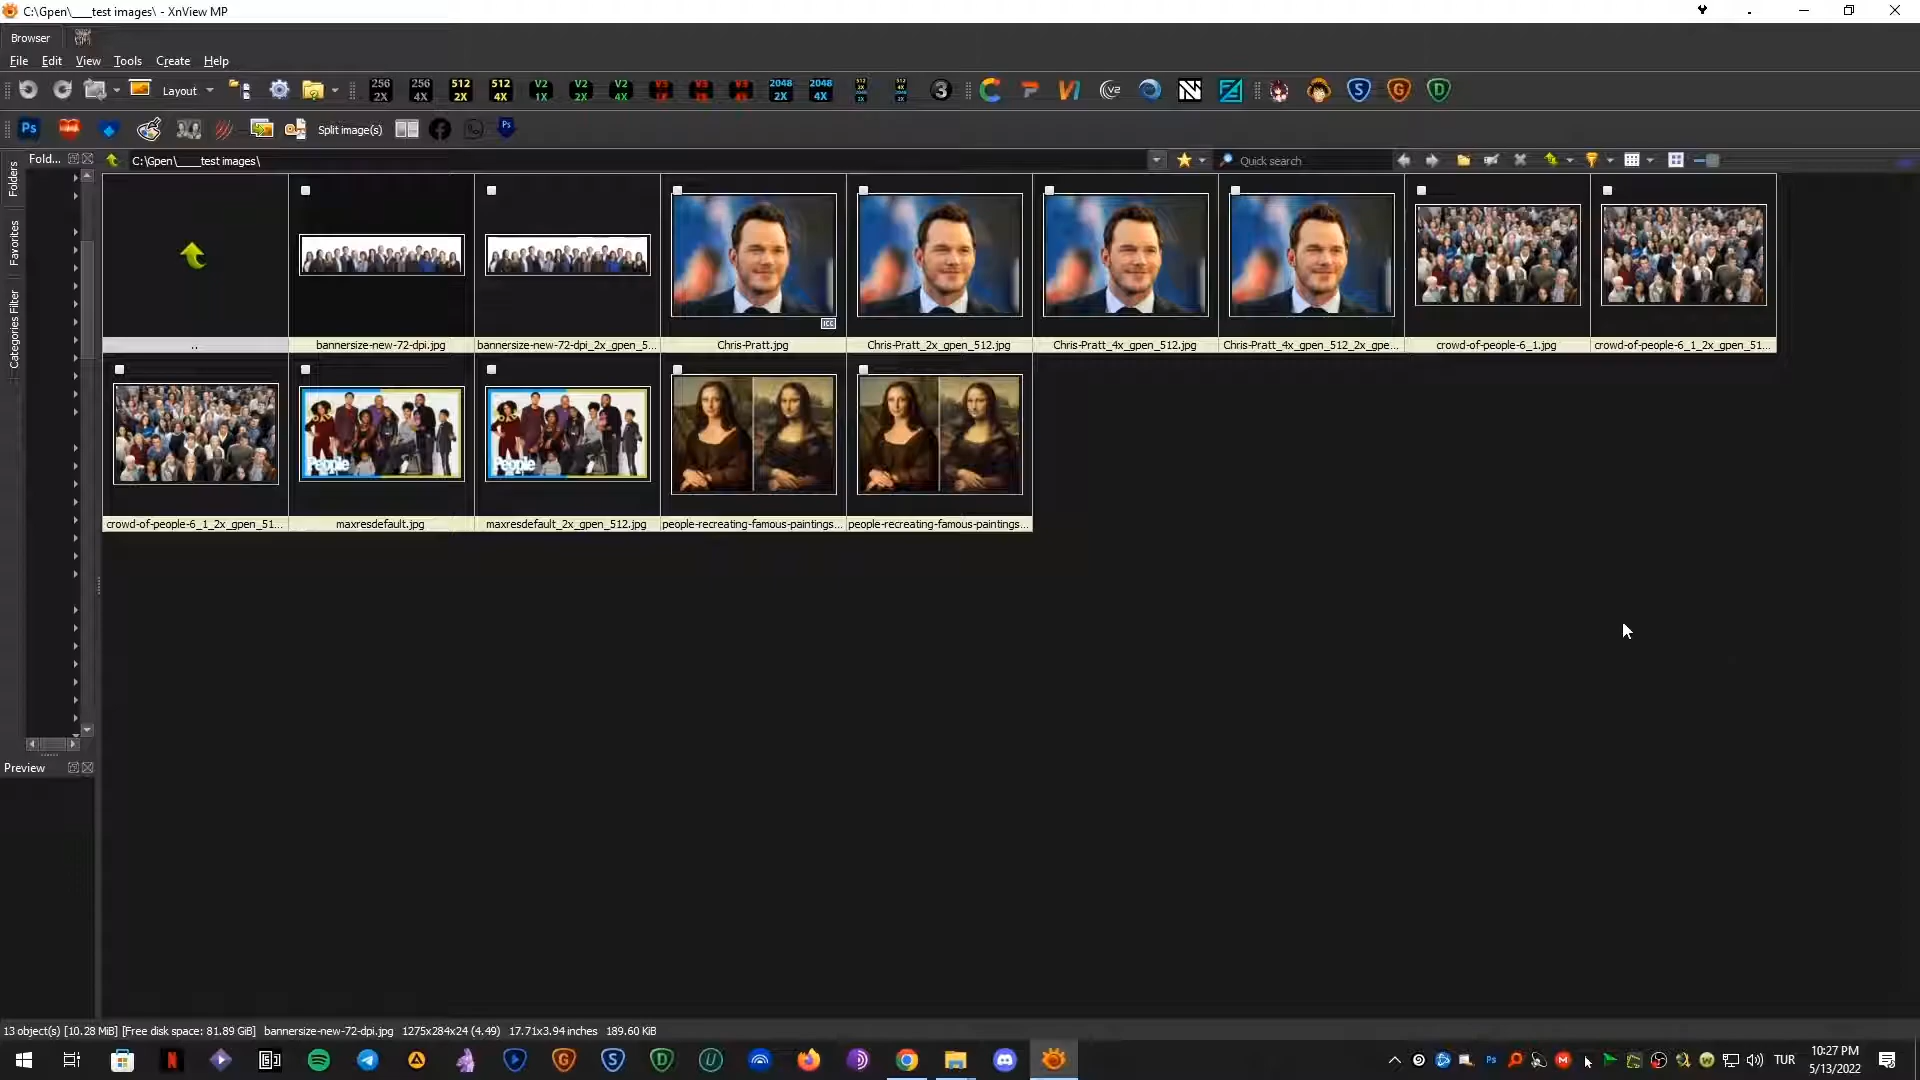 C:\Gpen\____test images\ - XnView MP
Browser
File Edit View Tools Create Help
256 2X 256 4X 512 2X 512 4X V2 1X V2 2X V2 4X 2048 2X 2048 4X
Layout
Ps Split image(s) Ps
Fold... C:\Gpen\____test images\ Quick search
Folders
Favorites
Categories Filter
ICC
.. bannersize-new-72-dpi.jpg bannersize-new-72-dpi_2x_gpen_5... Chris-Pratt.jpg Chris-Pratt_2x_gpen_512.jpg Chris-Pratt_4x_gpen_512.jpg Chris-Pratt_4x_gpen_512_2x_gpe... crowd-of-people-6_1.jpg crowd-of-people-6_1_2x_gpen_51...
People People
crowd-of-people-6_1_2x_gpen_51... maxresdefault.jpg maxresdefault_2x_gpen_512.jpg people-recreating-famous-paintings... people-recreating-famous-paintings...
Preview
13 object(s) [10.28 MiB] [Free disk space: 81.89 GiB] bannersize-new-72-dpi.jpg 1275x284x24 (4.49) 17.71x3.94 inches 189.60 KiB
TUR
10:27 PM
5/13/2022